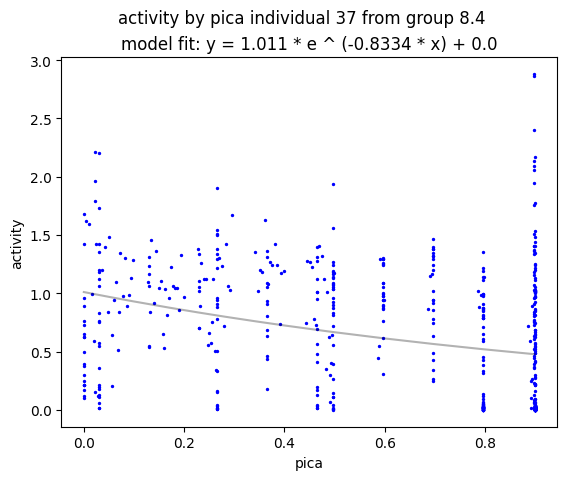 activity by pica individual 37 from group 8.4
model fit: y = 1.011 * e ^ (-0.8334 * x) + 0.0
3.0
2.5
2.0
1.5
1.0
0.5
0.0
activity
0.0 0.2 0.4 0.6 0.8
pica